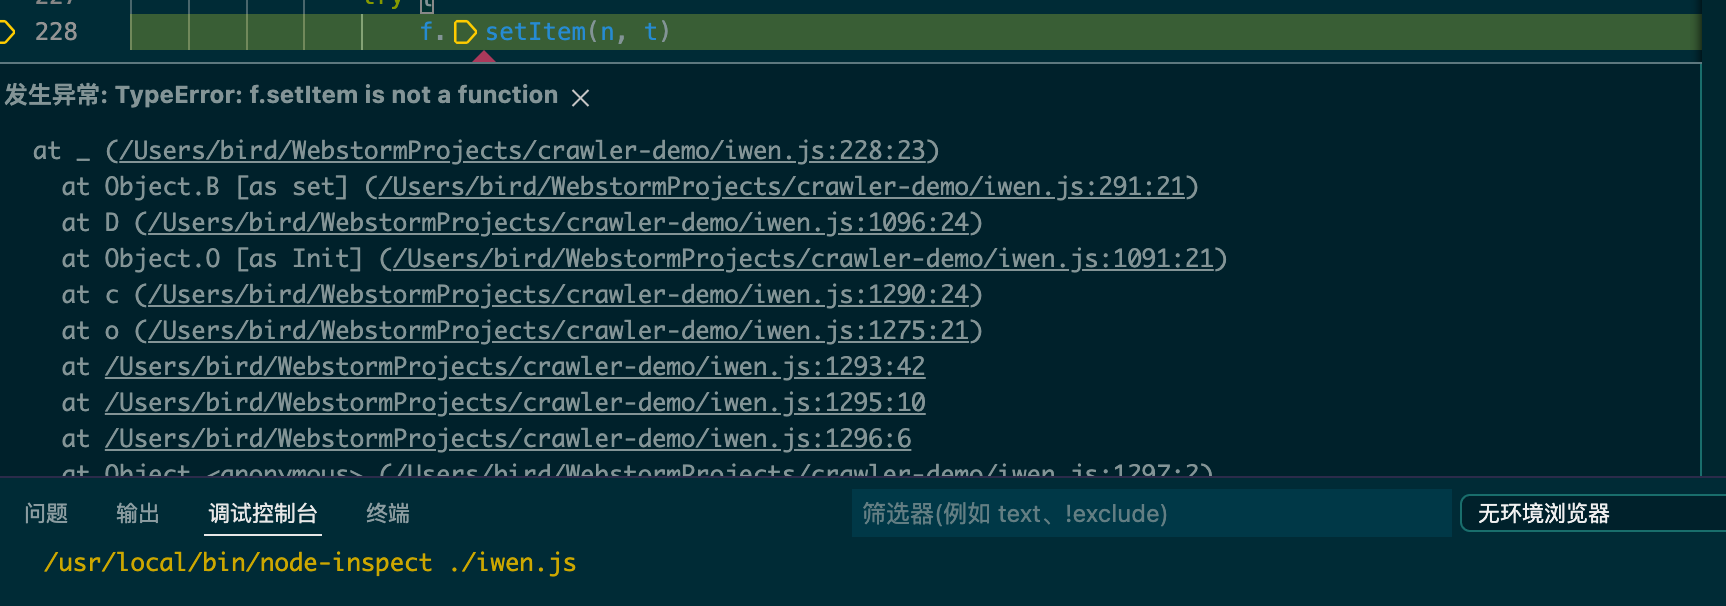 227 try {
228 f.setItem(n, t)
发生异常: TypeError: f.setItem is not a function
at _ (/Users/bird/WebstormProjects/crawler-demo/iwen.js:228:23)
at Object.B [as set] (/Users/bird/WebstormProjects/crawler-demo/iwen.js:291:21)
at D (/Users/bird/WebstormProjects/crawler-demo/iwen.js:1096:24)
at Object.O [as Init] (/Users/bird/WebstormProjects/crawler-demo/iwen.js:1091:21)
at c (/Users/bird/WebstormProjects/crawler-demo/iwen.js:1290:24)
at o (/Users/bird/WebstormProjects/crawler-demo/iwen.js:1275:21)
at /Users/bird/WebstormProjects/crawler-demo/iwen.js:1293:42
at /Users/bird/WebstormProjects/crawler-demo/iwen.js:1295:10
at /Users/bird/WebstormProjects/crawler-demo/iwen.js:1296:6
at Object.<anonymous> (/Users/bird/WebstormProjects/crawler-demo/iwen.js:1297:2)
问题 输出 调试控制台 终端 筛选器(例如 text、!exclude) 无环境浏览器
/usr/local/bin/node-inspect ./iwen.js